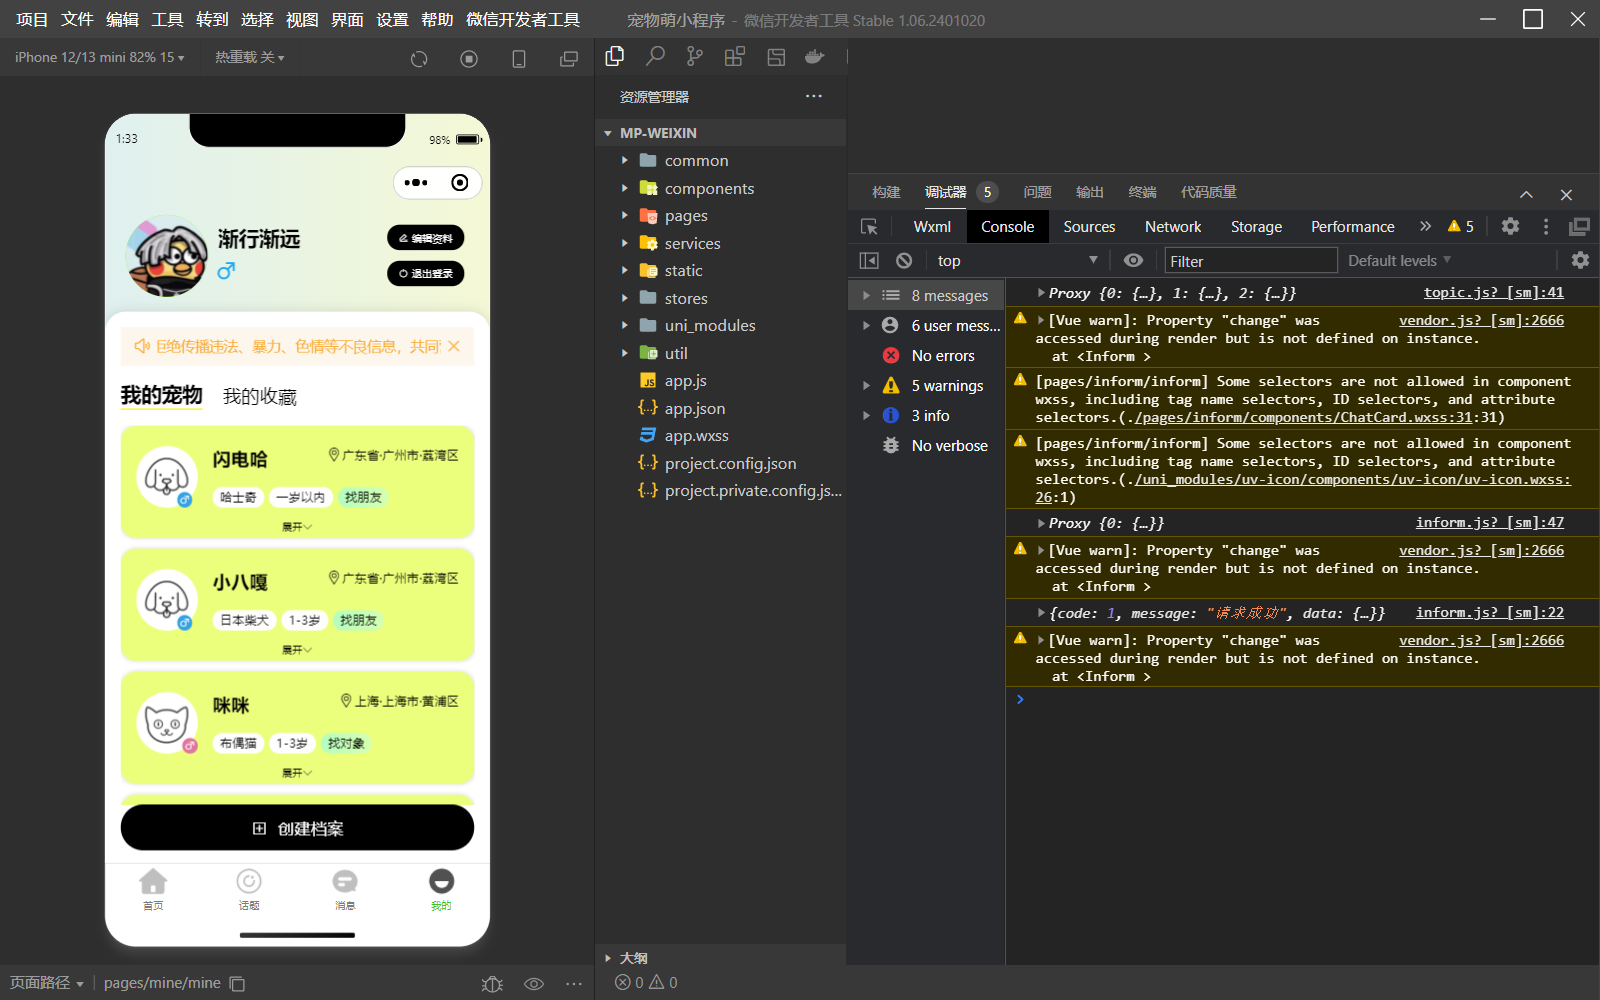 项目 文件 编辑 工具 转到 选择 视图 界面 设置 帮助 微信开发者工具
宠物萌小程序 - 微信开发者工具 Stable 1.06.2401020
iPhone 12/13 mini 82% 15
热重载 关
1:33
98%
渐行渐远
编辑资料
退出登录
拒绝传播违法、暴力、色情等不良信息，共同
我的宠物 我的收藏
闪电哈
广东省·广州市·荔湾区
哈士奇 一岁以内 找朋友
展开
小八嘎
广东省·广州市·荔湾区
日本柴犬 1-3岁 找朋友
展开
咪咪
上海·上海市·黄浦区
布偶猫 1-3岁 找对象
展开
创建档案
首页 话题 消息 我的
页面路径 | pages/mine/mine
资源管理器
MP-WEIXIN
common
components
pages
services
static
stores
uni_modules
util
app.js
app.json
app.wxss
project.config.json
project.private.config.js...
大纲
0 0
构建 调试器 5 问题 输出 终端 代码质量
Wxml Console Sources Network Storage Performance 5
top
Filter
Default levels
8 messages
6 user mess...
No errors
5 warnings
3 info
No verbose
Proxy {0: {…}, 1: {…}, 2: {…}} topic.js? [sm]:41
[Vue warn]: Property "change" was vendor.js? [sm]:2666
accessed during render but is not defined on instance.
at <Inform >
[pages/inform/inform] Some selectors are not allowed in component
wxss, including tag name selectors, ID selectors, and attribute
selectors.(./pages/inform/components/ChatCard.wxss:31:31)
[pages/inform/inform] Some selectors are not allowed in component
wxss, including tag name selectors, ID selectors, and attribute
selectors.(./uni_modules/uv-icon/components/uv-icon/uv-icon.wxss:
26:1)
Proxy {0: {…}} inform.js? [sm]:47
[Vue warn]: Property "change" was vendor.js? [sm]:2666
accessed during render but is not defined on instance.
at <Inform >
{code: 1, message: "请求成功", data: {…}} inform.js? [sm]:22
[Vue warn]: Property "change" was vendor.js? [sm]:2666
accessed during render but is not defined on instance.
at <Inform >